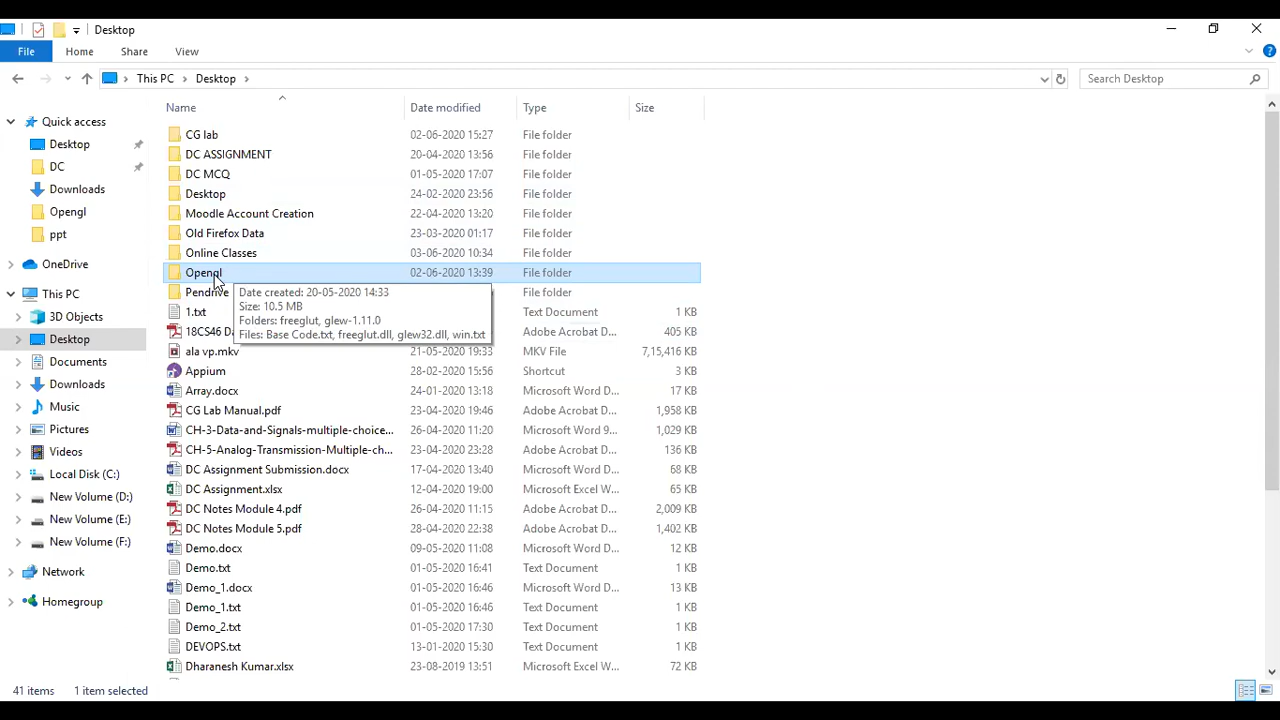 Desktop
File Home Share View
This PC Desktop Search Desktop
Name Date modified Type Size
Quick access
Desktop
DC
Downloads
Opengl
ppt
OneDrive
This PC
3D Objects
Desktop
Documents
Downloads
Music
Pictures
Videos
Local Disk (C:)
New Volume (D:)
New Volume (E:)
New Volume (F:)
Network
Homegroup
CG lab 02-06-2020 15:27 File folder
DC ASSIGNMENT 20-04-2020 13:56 File folder
DC MCQ 01-05-2020 17:07 File folder
Desktop 24-02-2020 23:56 File folder
Moodle Account Creation 22-04-2020 13:20 File folder
Old Firefox Data 23-03-2020 01:17 File folder
Online Classes 03-06-2020 10:34 File folder
Opengl 02-06-2020 13:39 File folder
Pendrive File folder
Date created: 20-05-2020 14:33
Size: 10.5 MB
Folders: freeglut, glew-1.11.0
Files: Base Code.txt, freeglut.dll, glew32.dll, win.txt
1.txt Text Document 1 KB
18CS46 Adobe Acrobat D... 405 KB
ala vp.mkv 21-05-2020 19:33 MKV File 7,15,416 KB
Appium 28-02-2020 15:56 Shortcut 3 KB
Array.docx 24-01-2020 13:18 Microsoft Word D... 17 KB
CG Lab Manual.pdf 23-04-2020 19:46 Adobe Acrobat D... 1,958 KB
CH-3-Data-and-Signals-multiple-choice... 26-04-2020 11:20 Microsoft Word 9... 1,029 KB
CH-5-Analog-Transmission-Multiple-ch... 23-04-2020 23:28 Adobe Acrobat D... 136 KB
DC Assignment Submission.docx 17-04-2020 13:40 Microsoft Word D... 68 KB
DC Assignment.xlsx 12-04-2020 19:00 Microsoft Excel W... 65 KB
DC Notes Module 4.pdf 26-04-2020 11:15 Adobe Acrobat D... 2,009 KB
DC Notes Module 5.pdf 28-04-2020 22:38 Adobe Acrobat D... 1,402 KB
Demo.docx 09-05-2020 11:08 Microsoft Word D... 12 KB
Demo.txt 01-05-2020 16:41 Text Document 1 KB
Demo_1.docx 01-05-2020 16:46 Microsoft Word D... 13 KB
Demo_1.txt 01-05-2020 16:46 Text Document 1 KB
Demo_2.txt 01-05-2020 17:30 Text Document 1 KB
DEVOPS.txt 13-01-2020 15:30 Text Document 1 KB
Dharanesh Kumar.xlsx 23-08-2019 13:51 Microsoft Excel W... 72 KB
41 items 1 item selected